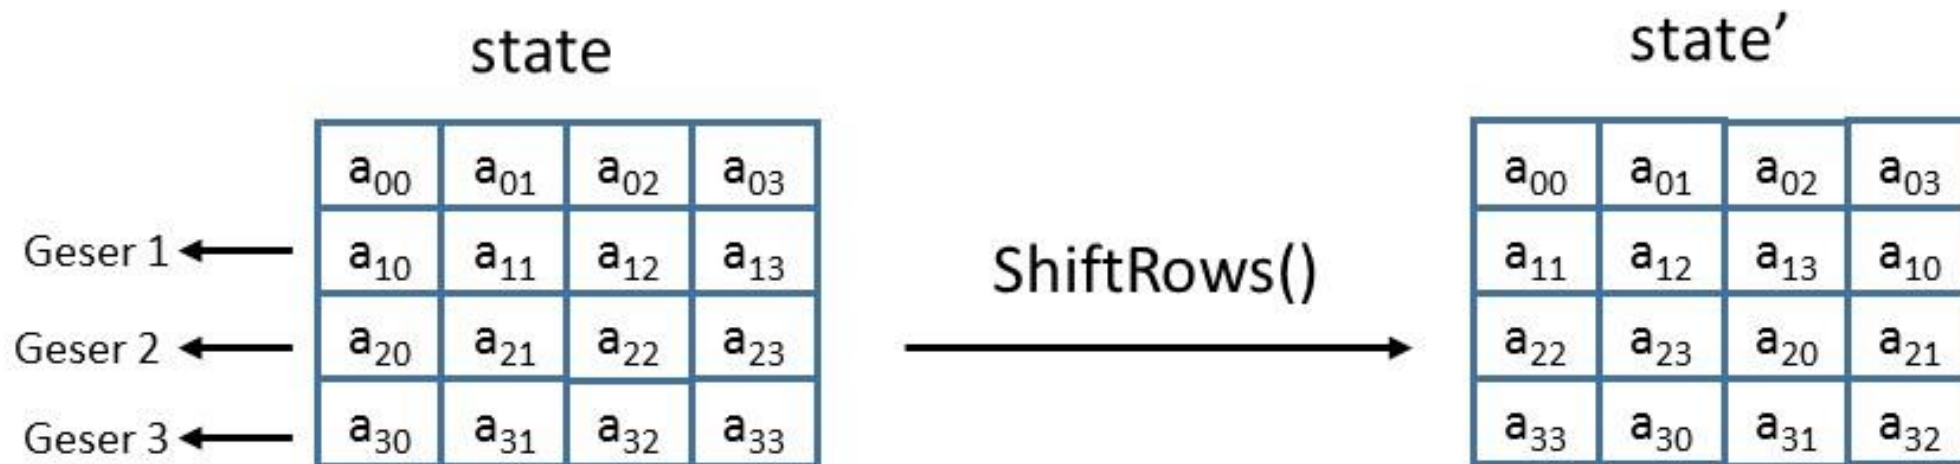 state
state’
a00 a01 a02 a03
a00 a01 a02 a03
Geser 1
a10 a11 a12 a13
ShiftRows()
a11 a12 a13 a10
Geser 2
a20 a21 a22 a23
a22 a23 a20 a21
Geser 3
a30 a31 a32 a33
a33 a30 a31 a32